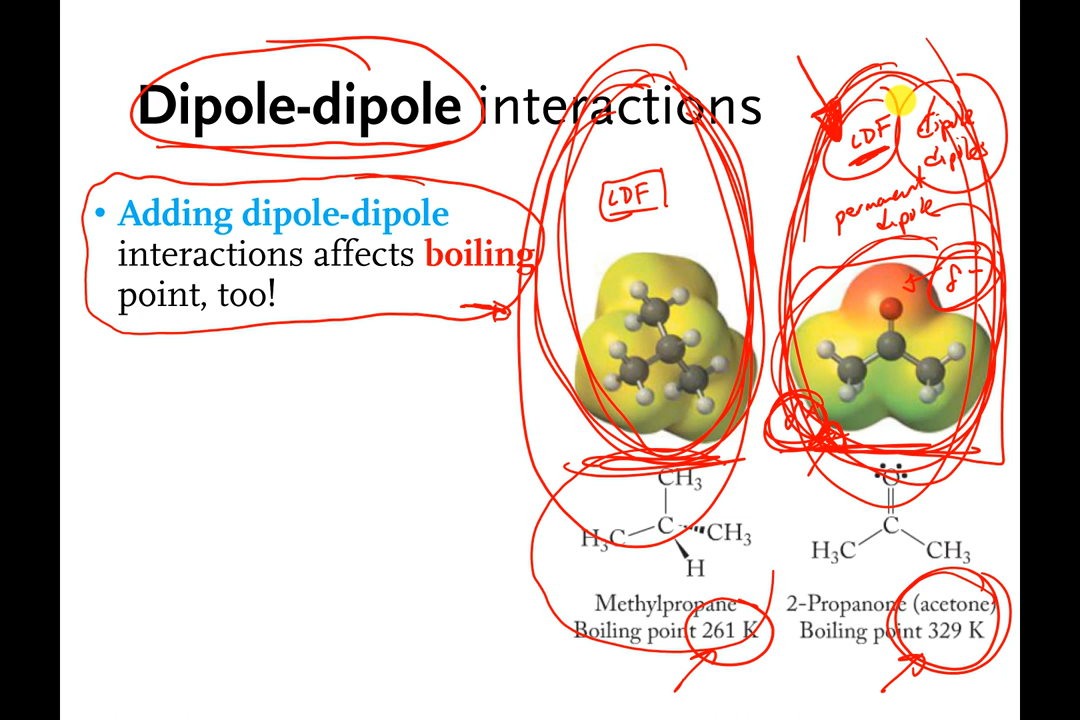 Dipole-dipole interactions
• Adding dipole-dipole
interactions affects boiling
point, too!
LDF
LDF
dipole
dipoles
permanent
dipole
δ−
CH₃
H₃C C CH₃
H
Methylpropane
Boiling point 261 K
O
C
H₃C CH₃
2-Propanone (acetone)
Boiling point 329 K